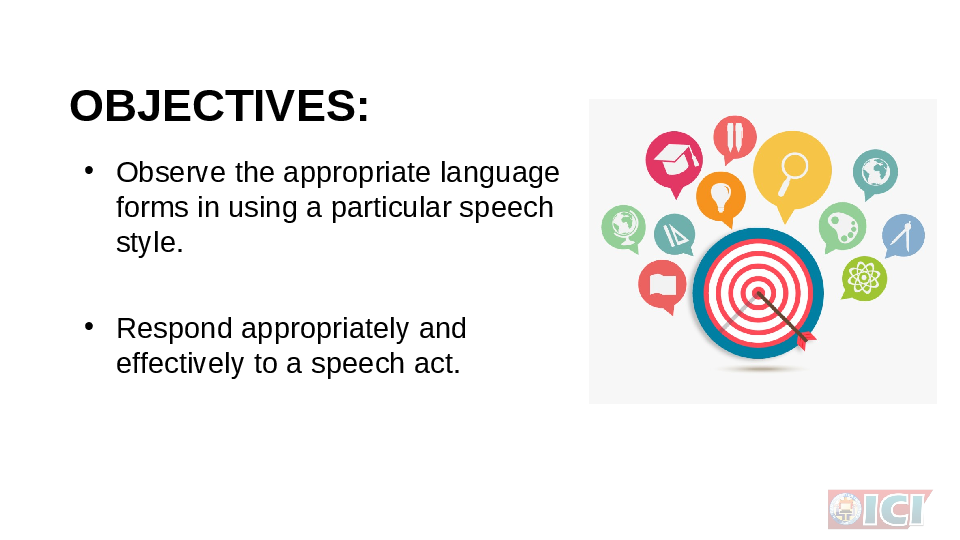 OBJECTIVES:
• Observe the appropriate language
forms in using a particular speech
style.
• Respond appropriately and
effectively to a speech act.
ICI